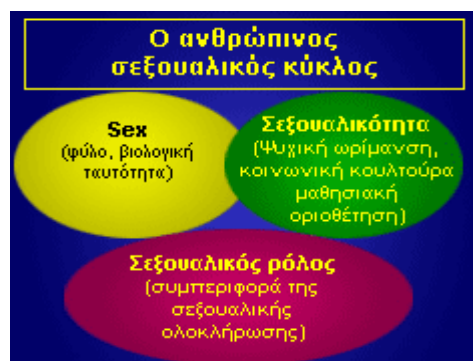 Ο ανθρώπινος
σεξουαλικός κύκλος
Sex
(φύλο, βιολογική
ταυτότητα)
Σεξουαλικότητα
(Ψυχική ωρίμανση,
κοινωνική κουλτούρα
μαθησιακή
οριοθέτηση)
Σεξουαλικός ρόλος
(συμπεριφορά της
σεξουαλικής
ολοκλήρωσης)